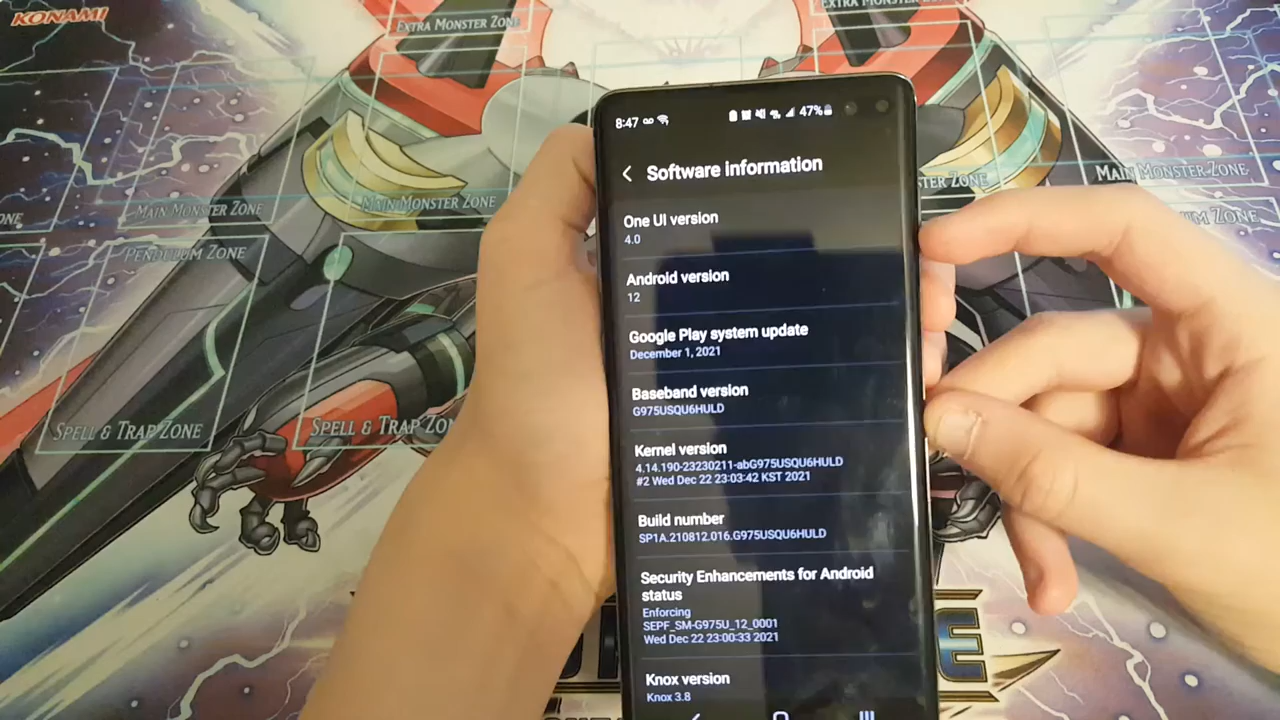 KONAMI
EXTRA MONSTER ZONE
EXTRA MONSTER ZONE
8:47 47%
Software information
One UI version
4.0
Android version
12
Google Play system update
December 1, 2021
Baseband version
G975USQU6HULD
Kernel version
4.14.190-23230211-abG975USQU6HULD
#2 Wed Dec 22 23:03:42 KST 2021
Build number
SP1A.210812.016.G975USQU6HULD
Security Enhancements for Android
status
Enforcing
SEPF_SM-G975U_12_0001
Wed Dec 22 23:00:33 2021
Knox version
Knox 3.8
MAIN MONSTER ZONE
MAIN MONSTER ZONE
ZONE
MAIN MONSTER ZONE
PENDULUM ZONE
ZONE
SPELL & TRAP ZONE
SPELL & TRAP